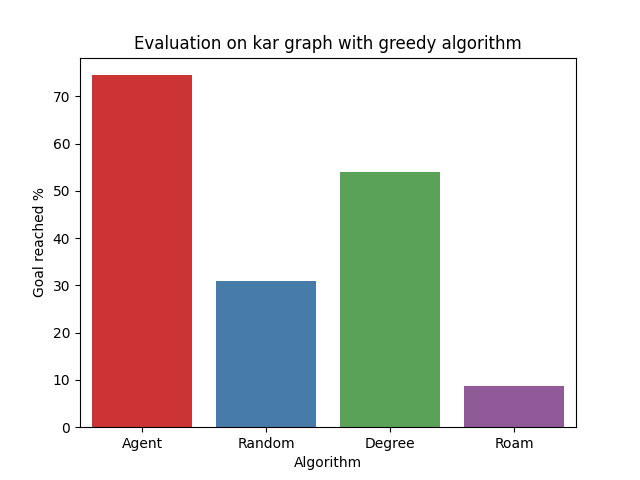 Evaluation on kar graph with greedy algorithm
Goal reached %
70
60
50
40
30
20
10
0
Agent Random Degree Roam
Algorithm